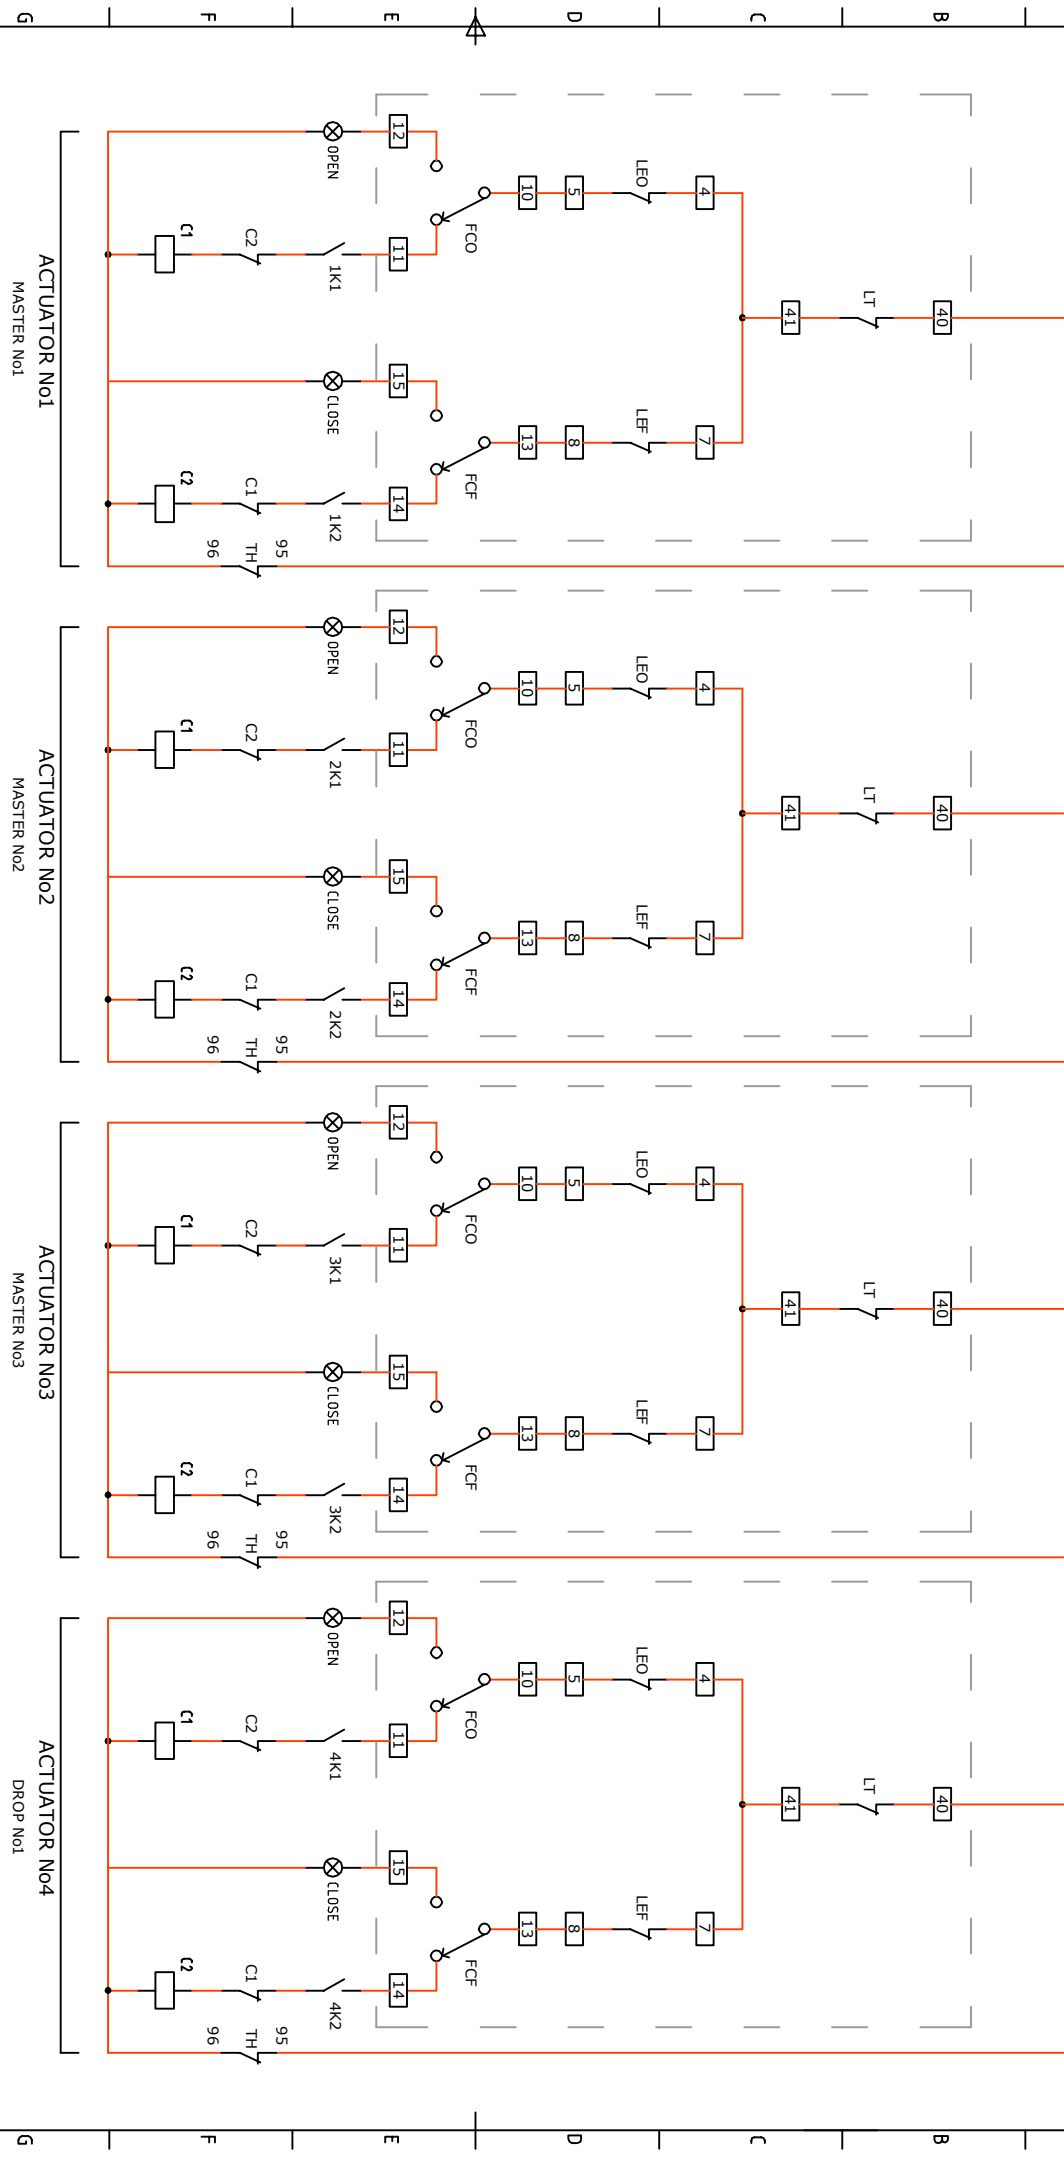 B 40 40 40 40 B
LT LT LT LT
41 41 41 41
C C
4 7 4 7 4 7 4 7
LEO LEF LEO LEF LEO LEF LEO LEF
D 5 8 5 8 5 8 5 8 D
10 13 10 13 10 13 10 13
FCO FCF FCO FCF FCO FCF FCO FCF
E 12 11 15 14 12 11 15 14 12 11 15 14 12 11 15 14 E
OPEN 1K1 CLOSE 1K2 OPEN 2K1 CLOSE 2K2 OPEN 3K1 CLOSE 3K2 OPEN 4K1 CLOSE 4K2
95 95 95 95
C2 C1 TH C2 C1 TH C2 C1 TH C2 C1 TH
F 96 96 96 96 F
C1 C2 C1 C2 C1 C2 C1 C2
ACTUATOR No1 ACTUATOR No2 ACTUATOR No3 ACTUATOR No4
MASTER No1 MASTER No2 MASTER No3 DROP No1
G G